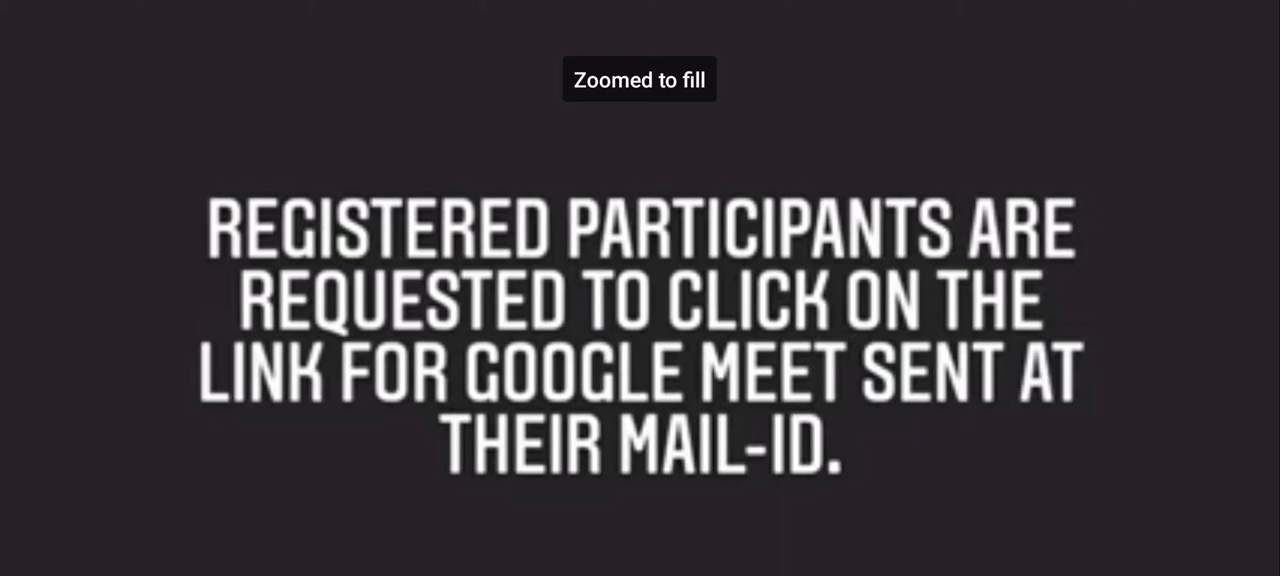 Zoomed to fill
REGISTERED PARTICIPANTS ARE
REQUESTED TO CLICK ON THE
LINK FOR GOOGLE MEET SENT AT
THEIR MAIL-ID.